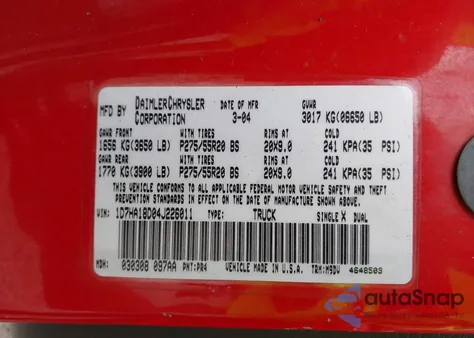 MFD BY DAIMLERCHRYSLER CORPORATION DATE OF MFR 3-04 GVWR 3017 KG(06650 LB)
GAWR FRONT WITH TIRES RIMS AT COLD
1656 KG(3650 LB) P275/55R20 BS 20X9.0 241 KPA(35 PSI)
GAWR REAR WITH TIRES RIMS AT COLD
1770 KG(3900 LB) P275/55R20 BS 20X9.0 241 KPA(35 PSI)
THIS VEHICLE CONFORMS TO ALL APPLICABLE FEDERAL MOTOR VEHICLE SAFETY AND THEFT
PREVENTION STANDARDS IN EFFECT ON THE DATE OF MANUFACTURE SHOWN ABOVE.
VIN: 1D7HA18D04J226011 TYPE: TRUCK SINGLE X DUAL
MDH: 030308 097AA PNT:PR4 VEHICLE MADE IN U.S.A. TRM:M9DV 4648503
autoSnap